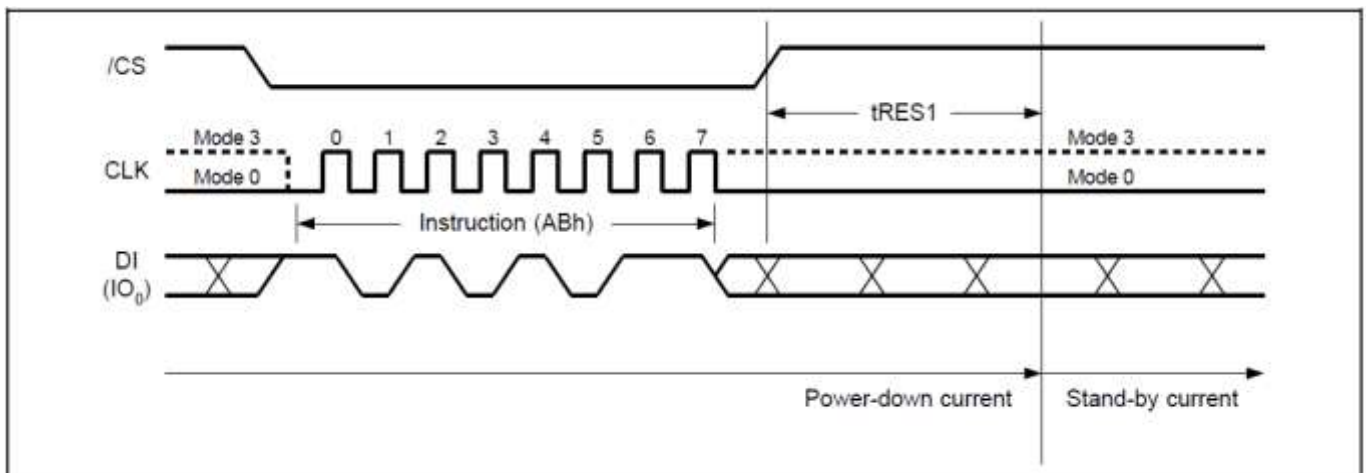 /CS
tRES1
Mode 3 0 1 2 3 4 5 6 7 Mode 3
CLK
Mode 0 Mode 0
Instruction (ABh)
DI
(IO₀)
Power-down current Stand-by current